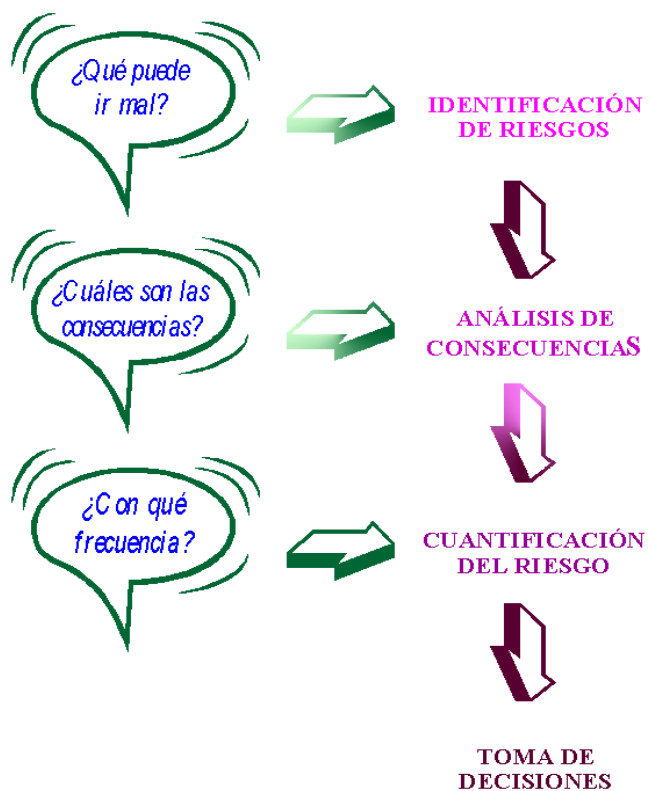 ¿Qué puede
ir mal?
IDENTIFICACIÓN
DE RIESGOS
¿Cuáles son las
consecuencias?
ANÁLISIS DE
CONSECUENCIAS
¿Con qué
frecuencia?
CUANTIFICACIÓN
DEL RIESGO
TOMA DE
DECISIONES